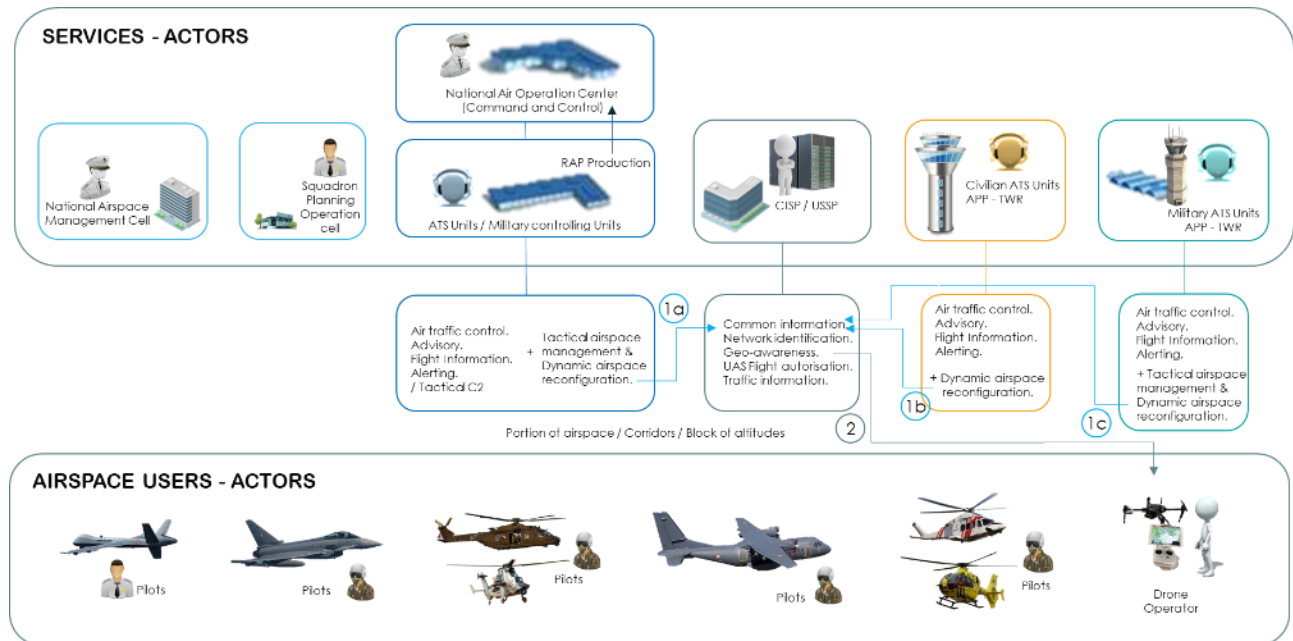 SERVICES - ACTORS
National Air Operation Center
(Command and Control)
RAP Production
National Airspace
Management Cell
Squadron
Planning
Operation
cell
ATS Units / Military controlling Units
CISP / USSP
Civilian ATS Units
APP - TWR
Military ATS Units
APP - TWR
Air traffic control.
Advisory.
Flight Information.
Alerting.
/ Tactical C2
+ Tactical airspace
management &
Dynamic airspace
reconfiguration.
1a
Common information.
Network identification.
Geo-awareness.
UAS Flight autorisation.
Traffic information.
Air traffic control.
Advisory.
Flight Information.
Alerting.
+ Dynamic airspace
reconfiguration.
1b
Air traffic control.
Advisory.
Flight Information.
Alerting.
+ Tactical airspace
management &
Dynamic airspace
reconfiguration.
1c
2
Portion of airspace / Corridors / Block of altitudes
AIRSPACE USERS - ACTORS
Pilots
Pilots
Pilots
Pilots
Pilots
Drone
Operator